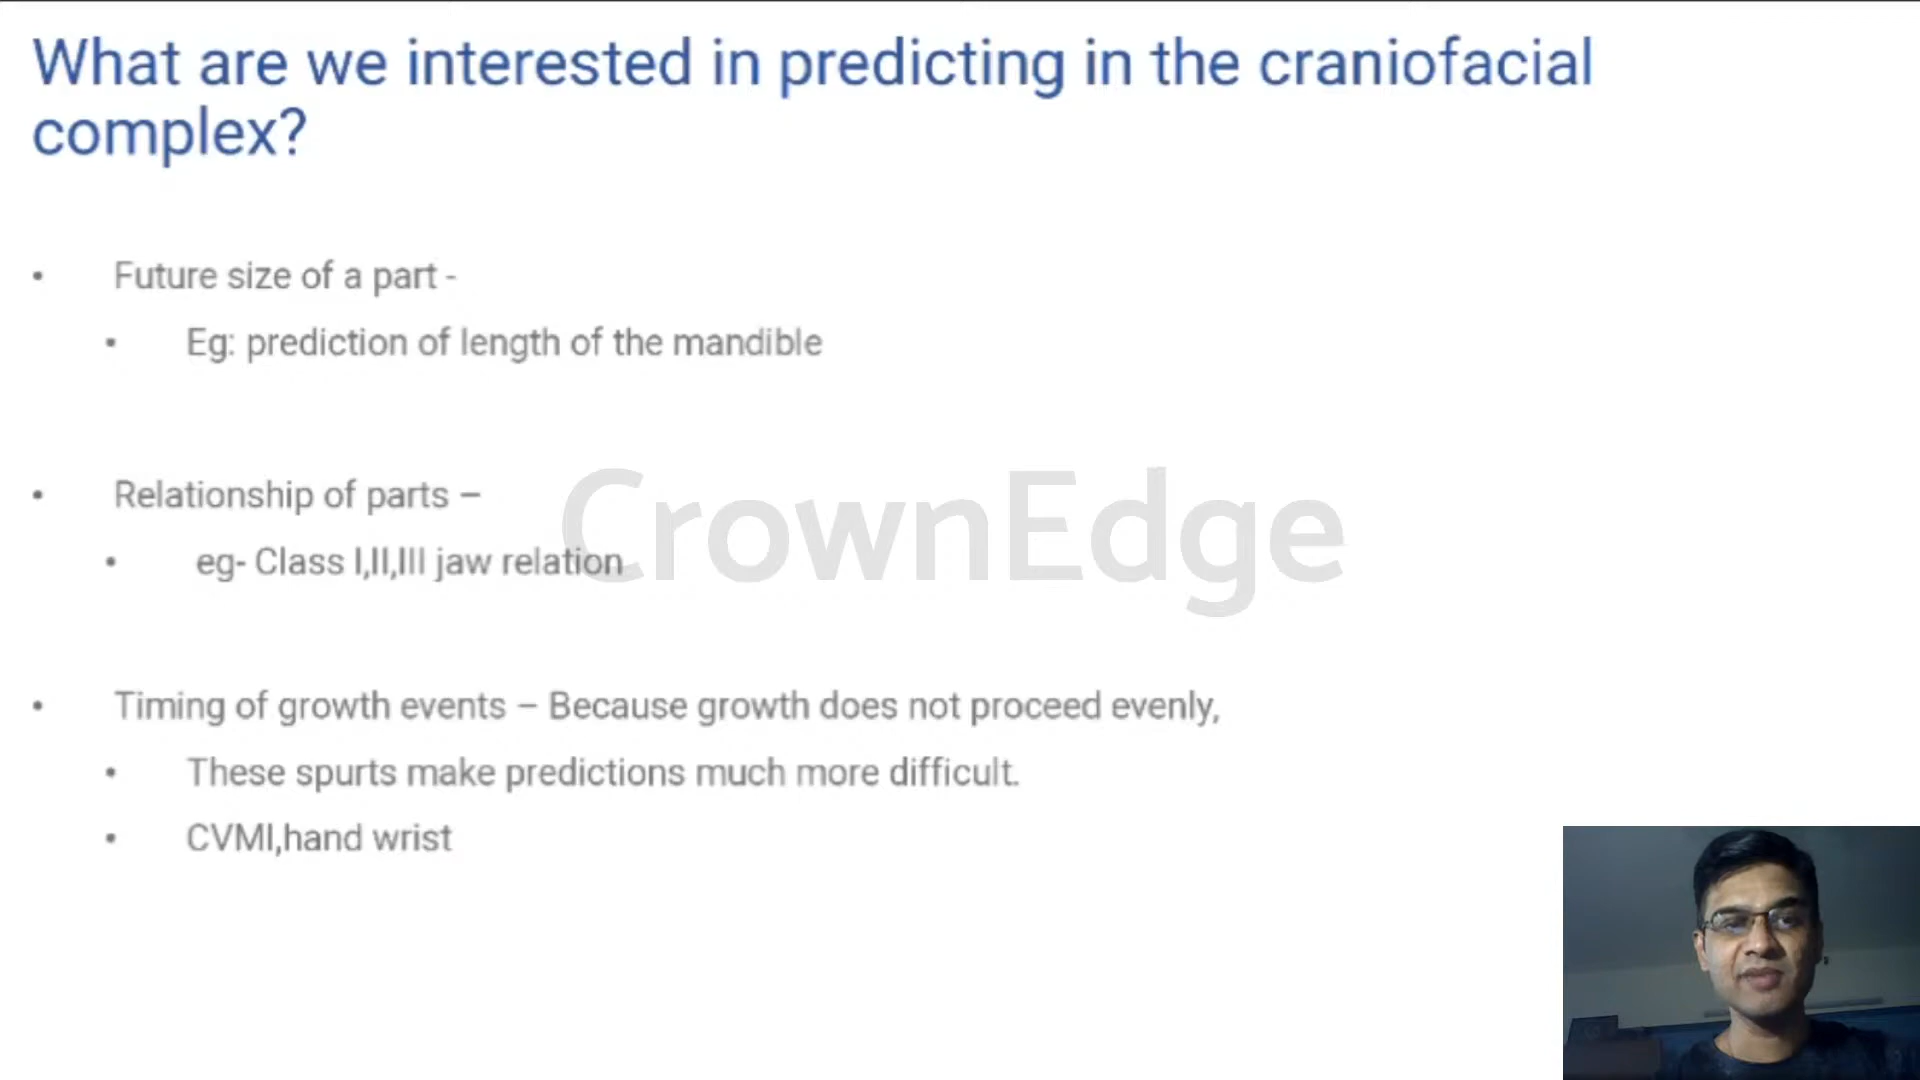 What are we interested in predicting in the craniofacial
complex?
• Future size of a part -
• Eg: prediction of length of the mandible
CrownEdge
• Relationship of parts –
• eg- Class I,II,III jaw relation
• Timing of growth events – Because growth does not proceed evenly,
• These spurts make predictions much more difficult.
• CVMI,hand wrist